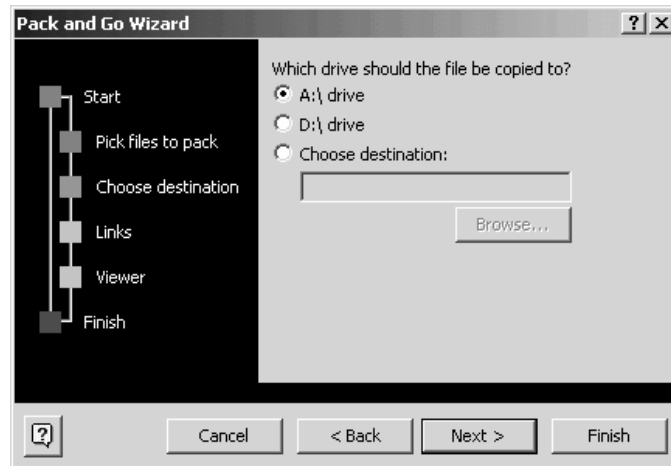 Pack and Go Wizard
Which drive should the file be copied to?
Start
A:\ drive
D:\ drive
Pick files to pack
Choose destination:
Choose destination
Browse...
Links
Viewer
Finish
Cancel
< Back
Next >
Finish